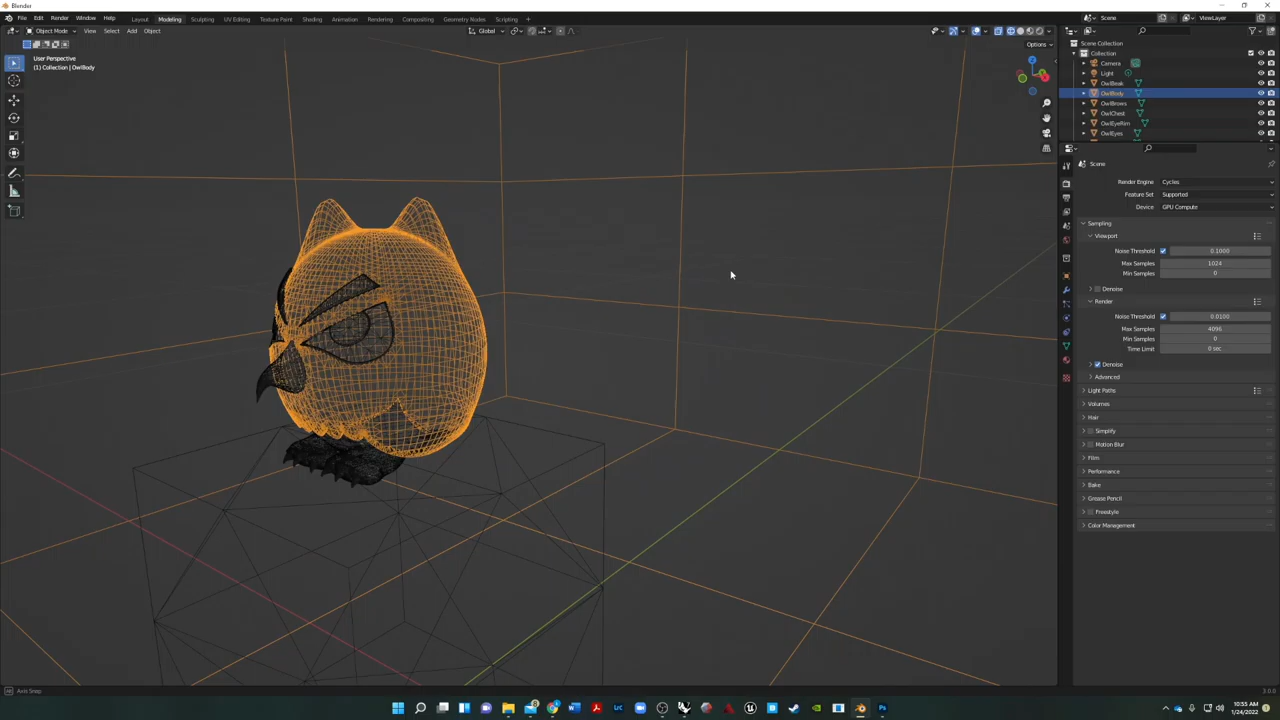 Blender
File Edit Render Window Help
Layout Modeling Sculpting UV Editing Texture Paint Shading Animation Rendering Compositing Geometry Nodes Scripting +
Scene ViewLayer
Object Mode View Select Add Object
Global
Options
User Perspective
(1) Collection | OwlBody
Scene Collection
Collection
Camera
Light
OwlBeak
OwlBody
OwlBrows
OwlChest
OwlEyeRim
OwlEyes
Scene
Render Engine Cycles
Feature Set Supported
Device GPU Compute
Sampling
Viewport
Noise Threshold 0.1000
Max Samples 1024
Min Samples 0
Denoise
Render
Noise Threshold 0.0100
Max Samples 4096
Min Samples 0
Time Limit 0 sec
Denoise
Advanced
Light Paths
Volumes
Hair
Simplify
Motion Blur
Film
Performance
Bake
Grease Pencil
Freestyle
Color Management
Axis Snap
3.0.0
10:55 AM
1/24/2022